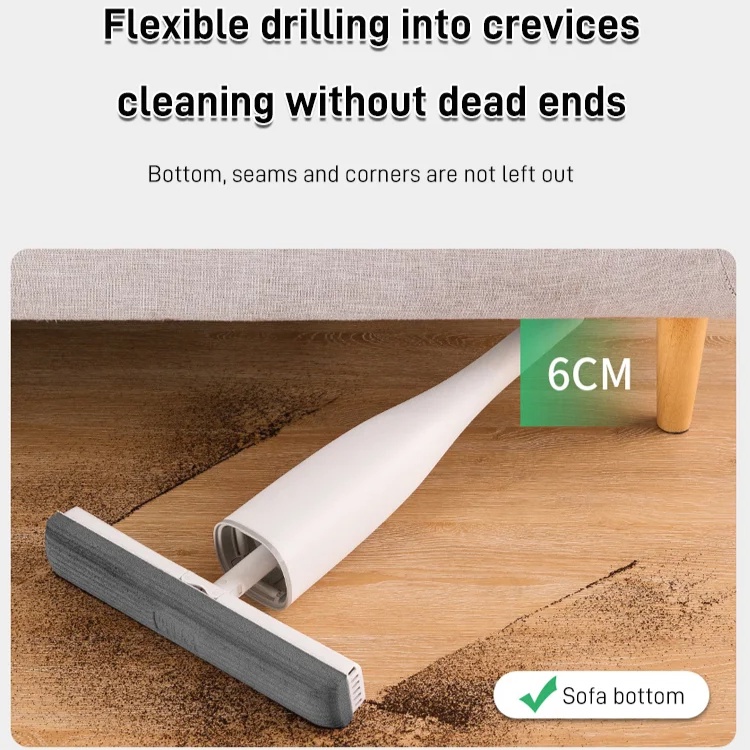 Flexible drilling into crevices
cleaning without dead ends
Bottom, seams and corners are not left out
6CM
Sofa bottom